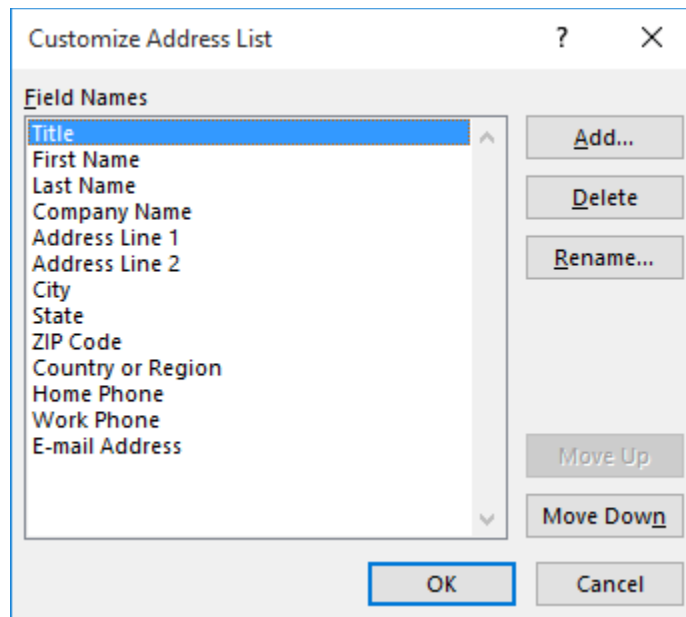 Customize Address List
?
Field Names
Title
First Name
Last Name
Company Name
Address Line 1
Address Line 2
City
State
ZIP Code
Country or Region
Home Phone
Work Phone
E-mail Address
Add...
Delete
Rename...
Move Up
Move Down
OK
Cancel